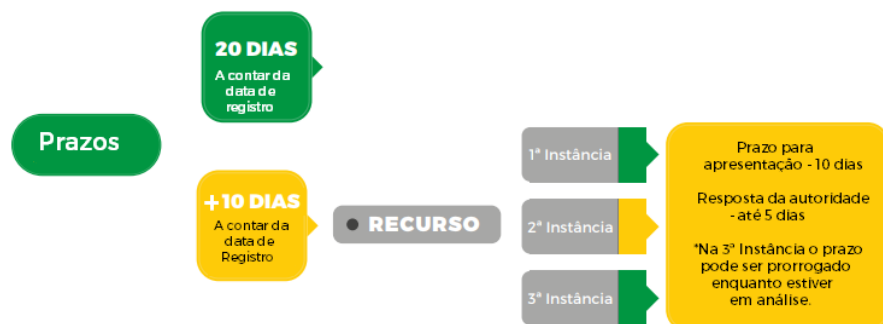 Prazos
20 DIAS
A contar da
data de
registro
+10 DIAS
A contar da
data de
Registro
RECURSO
1ª Instância
2ª Instância
3ª Instância
Prazo para
apresentação - 10 dias
Resposta da autoridade
- até 5 dias
*Na 3ª Instância o prazo
pode ser prorrogado
enquanto estiver
em análise.